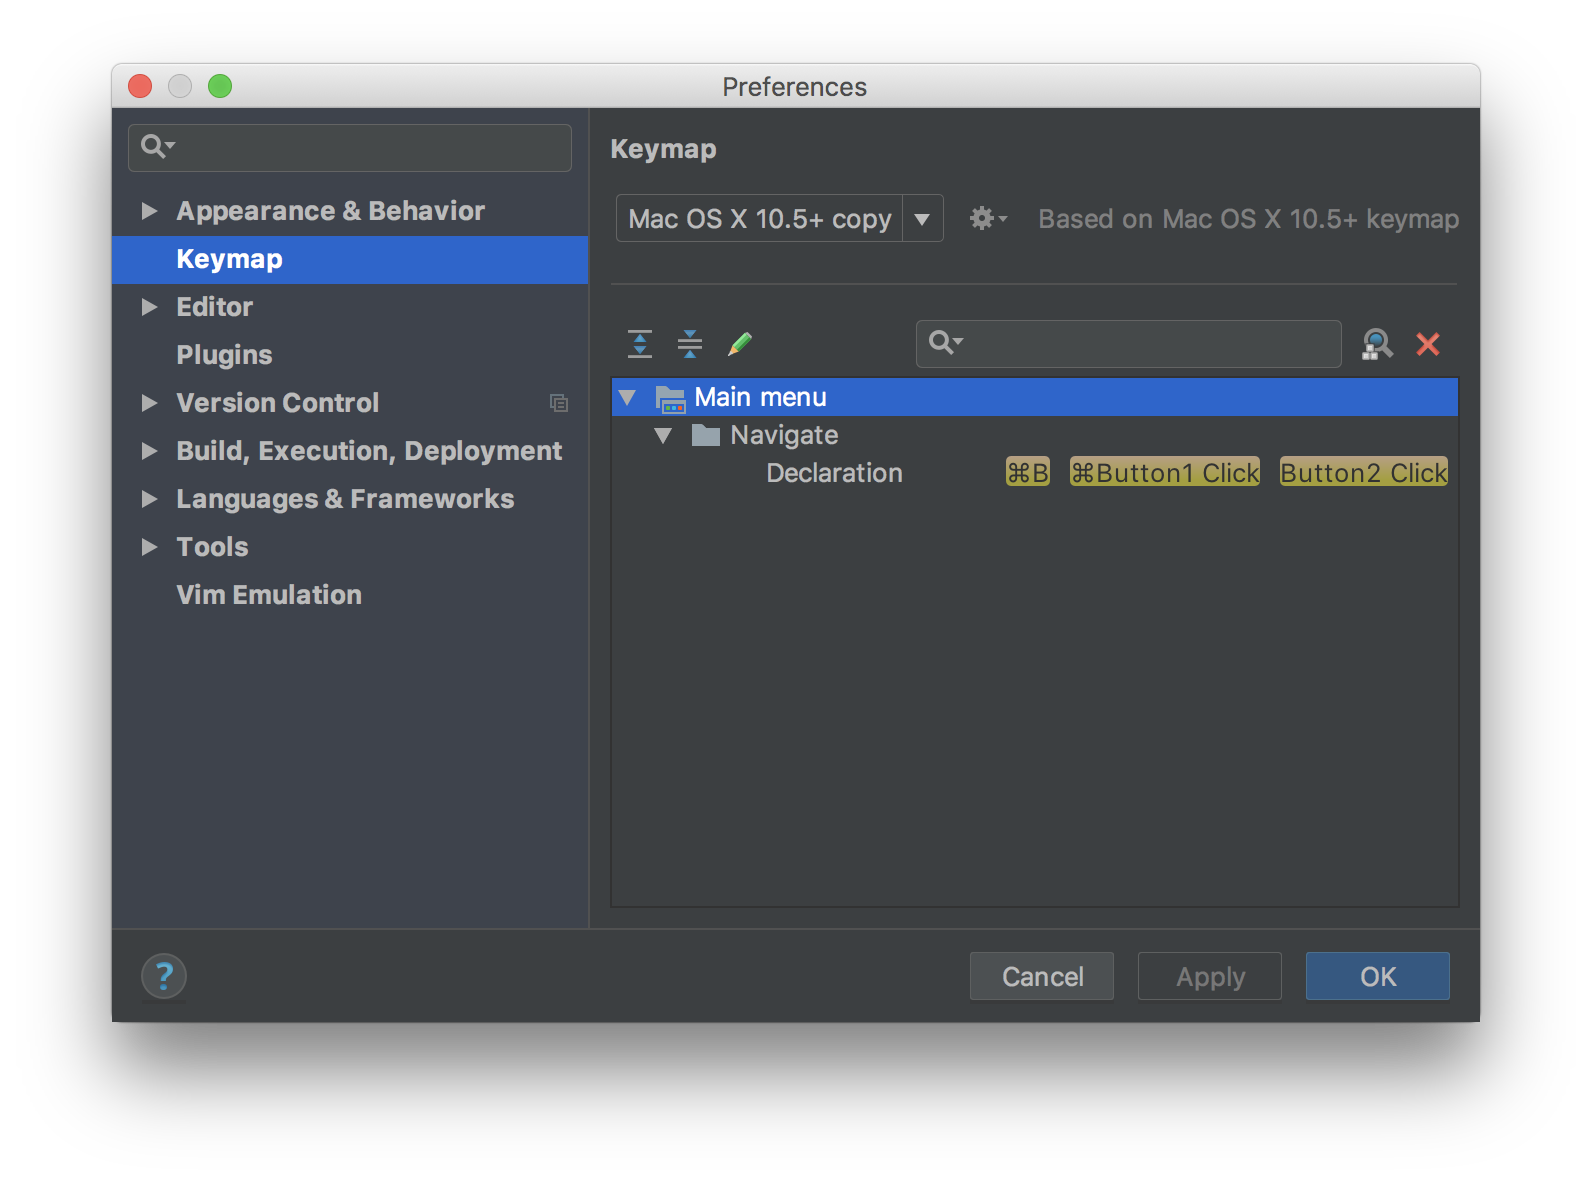 Preferences
Appearance & Behavior
Keymap
Editor
Plugins
Version Control
Build, Execution, Deployment
Languages & Frameworks
Tools
Vim Emulation
Keymap
Mac OS X 10.5+ copy
Based on Mac OS X 10.5+ keymap
Main menu
Navigate
Declaration ⌘B ⌘Button1 Click Button2 Click
?
Cancel Apply OK